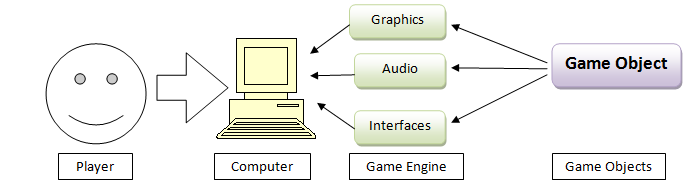 Graphics
Audio
Game Object
Interfaces
Player
Computer
Game Engine
Game Objects